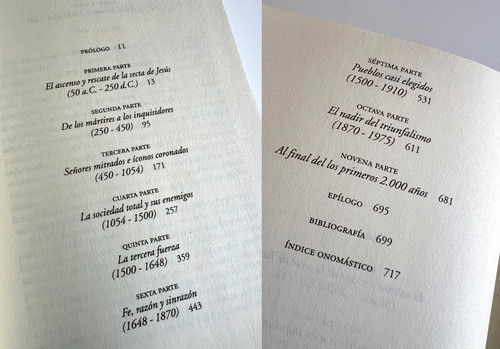 PRÓLOGO 11
PRIMERA PARTE
El ascenso y rescate de la secta de Jesús
(50 a.C. - 250 d.C.) 13
SEGUNDA PARTE
De los mártires a los inquisidores
(250 - 450) 95
TERCERA PARTE
Señores mitrados e íconos coronados
(450 - 1054) 171
CUARTA PARTE
La sociedad total y sus enemigos
(1054 - 1500) 257
QUINTA PARTE
La tercera fuerza
(1500 - 1648) 359
SEXTA PARTE
Fe, razón y sinrazón
(1648 - 1870) 443
SÉPTIMA PARTE
Pueblos casi elegidos
(1500 - 1910) 531
OCTAVA PARTE
El nadir del triunfalismo
(1870 - 1975) 611
NOVENA PARTE
Al final del los primeros 2.000 años 681
EPÍLOGO 695
BIBLIOGRAFÍA 699
ÍNDICE ONOMÁSTICO 717